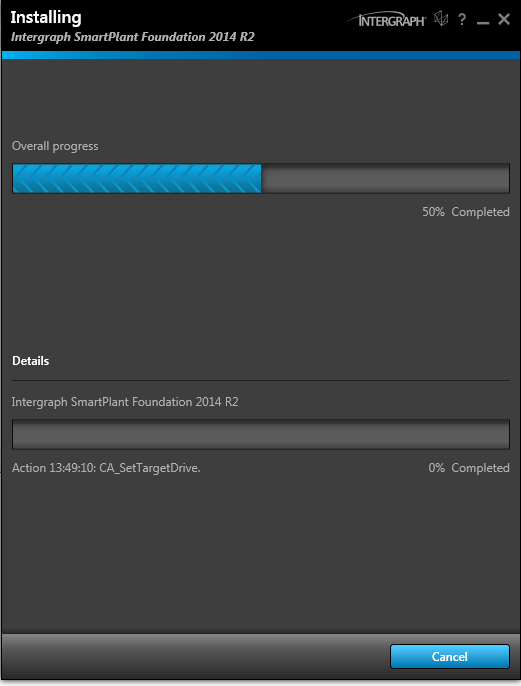 Installing
INTERGRAPH ?
Intergraph SmartPlant Foundation 2014 R2
Overall progress
50% Completed
Details
Intergraph SmartPlant Foundation 2014 R2
Action 13:49:10: CA_SetTargetDrive.
0% Completed
Cancel